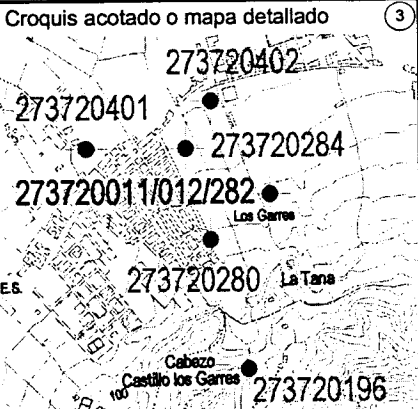 Croquis acotado o mapa detallado
3
273720402
273720401
273720284
273720011/012/282
Los Garres
273720280
La Tana
E.S.
Cabezo
Castillo los Garres
100
273720196